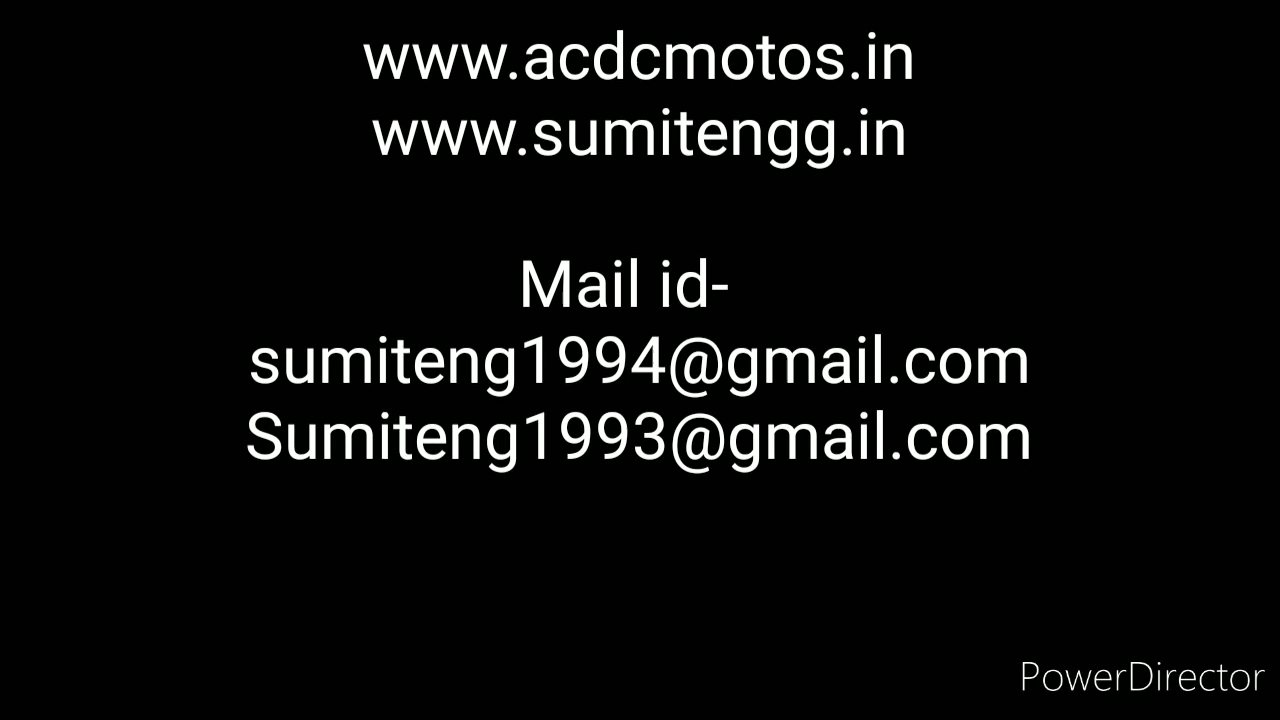 www.acdcmotos.in
www.sumitengg.in
Mail id-
sumiteng1994@gmail.com
Sumiteng1993@gmail.com
PowerDirector